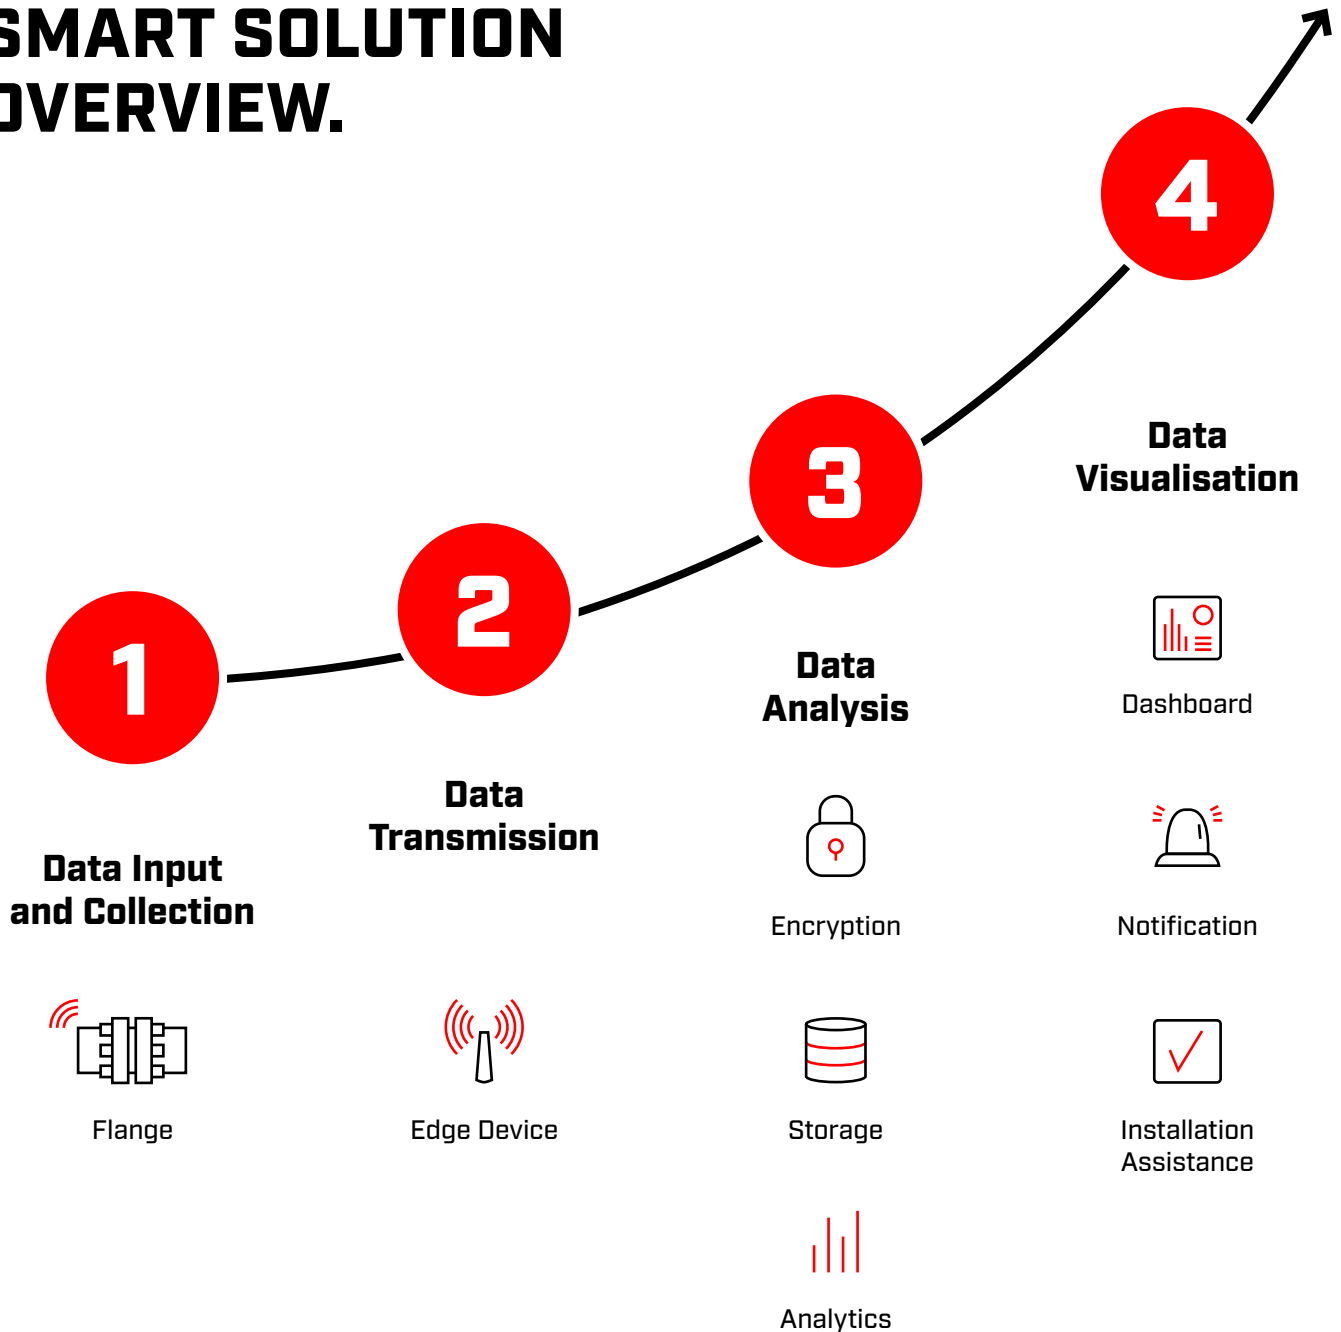 SMART SOLUTION
OVERVIEW.
1
Data Input
and Collection
Flange
2
Data
Transmission
Edge Device
3
Data
Analysis
Encryption
Storage
Analytics
4
Data
Visualisation
Dashboard
Notification
Installation
Assistance